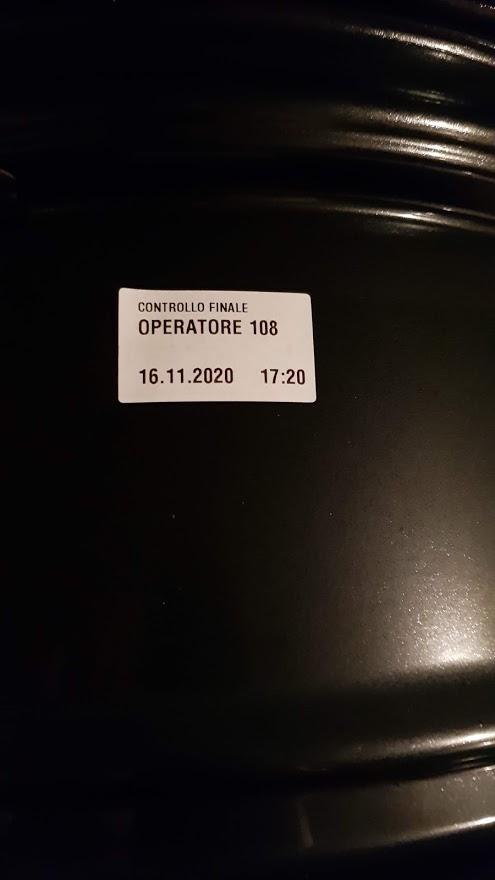 CONTROLLO FINALE
OPERATORE 108
16.11.2020 17:20